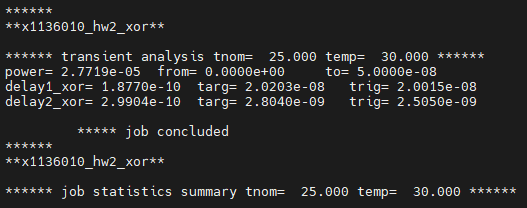 ******
**x1136010_hw2_xor**
****** transient analysis tnom=  25.000 temp=  30.000 ******
power= 2.7719e-05  from= 0.0000e+00     to= 5.0000e-08
delay1_xor= 1.8770e-10  targ= 2.0203e-08   trig= 2.0015e-08
delay2_xor= 2.9904e-10  targ= 2.8040e-09   trig= 2.5050e-09
***** job concluded
******
**x1136010_hw2_xor**
****** job statistics summary tnom=  25.000 temp=  30.000 ******